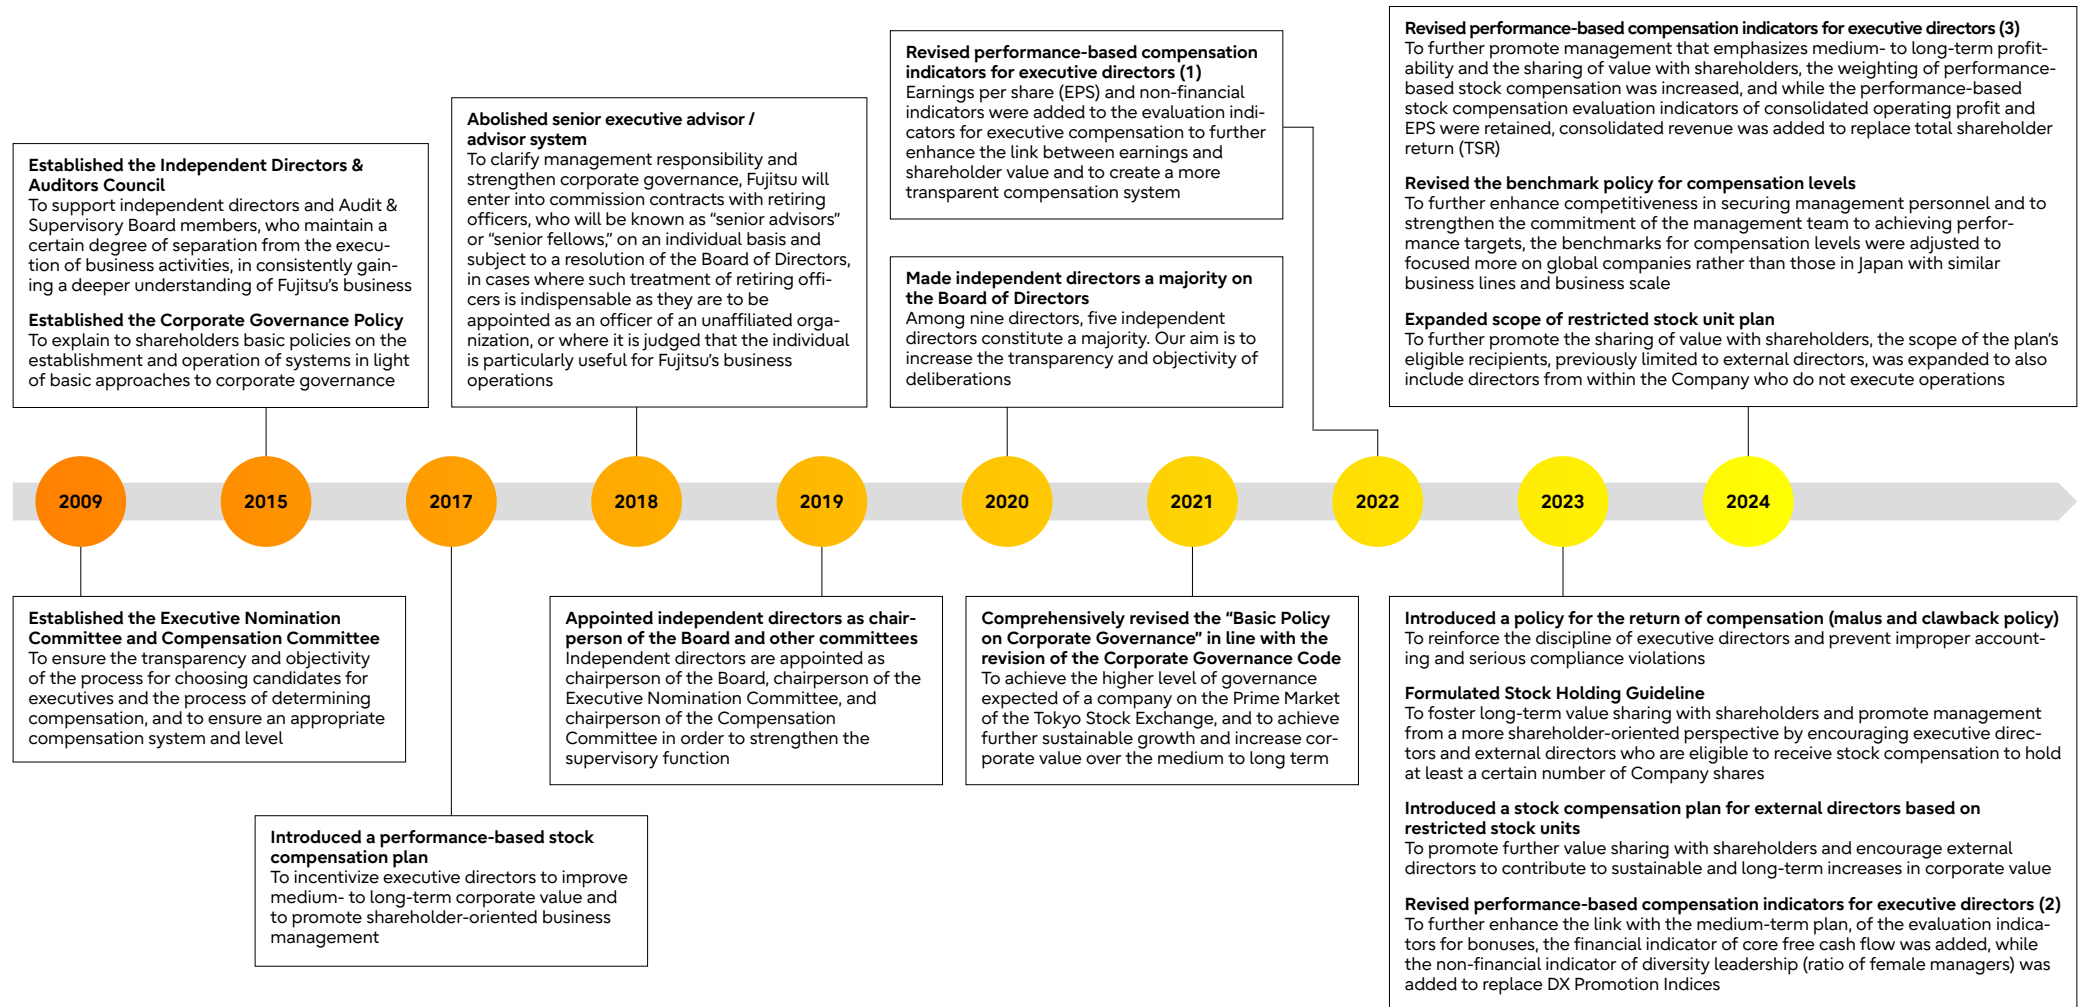 Established the Independent Directors &
Auditors Council
To support independent directors and Audit &
Supervisory Board members, who maintain a
certain degree of separation from the execu-
tion of business activities, in consistently gain-
ing a deeper understanding of Fujitsu's business
Established the Corporate Governance Policy
To explain to shareholders basic policies on the
establishment and operation of systems in light
of basic approaches to corporate governance
Abolished senior executive advisor /
advisor system
To clarify management responsibility and
strengthen corporate governance, Fujitsu will
enter into commission contracts with retiring
officers, who will be known as “senior advisors”
or “senior fellows,” on an individual basis and
subject to a resolution of the Board of Directors,
in cases where such treatment of retiring offi-
cers is indispensable as they are to be
appointed as an officer of an unaffiliated orga-
nization, or where it is judged that the individual
is particularly useful for Fujitsu's business
operations
Revised performance-based compensation
indicators for executive directors (1)
Earnings per share (EPS) and non-financial
indicators were added to the evaluation indi-
cators for executive compensation to further
enhance the link between earnings and
shareholder value and to create a more
transparent compensation system
Made independent directors a majority on
the Board of Directors
Among nine directors, five independent
directors constitute a majority. Our aim is to
increase the transparency and objectivity of
deliberations
Revised performance-based compensation indicators for executive directors (3)
To further promote management that emphasizes medium- to long-term profit-
ability and the sharing of value with shareholders, the weighting of performance-
based stock compensation was increased, and while the performance-based
stock compensation evaluation indicators of consolidated operating profit and
EPS were retained, consolidated revenue was added to replace total shareholder
return (TSR)
Revised the benchmark policy for compensation levels
To further enhance competitiveness in securing management personnel and to
strengthen the commitment of the management team to achieving perfor-
mance targets, the benchmarks for compensation levels were adjusted to
focused more on global companies rather than those in Japan with similar
business lines and business scale
Expanded scope of restricted stock unit plan
To further promote the sharing of value with shareholders, the scope of the plan's
eligible recipients, previously limited to external directors, was expanded to also
include directors from within the Company who do not execute operations
2009
2015
2017
2018
2019
2020
2021
2022
2023
2024
Established the Executive Nomination
Committee and Compensation Committee
To ensure the transparency and objectivity
of the process for choosing candidates for
executives and the process of determining
compensation, and to ensure an appropriate
compensation system and level
Introduced a performance-based stock
compensation plan
To incentivize executive directors to improve
medium- to long-term corporate value and
to promote shareholder-oriented business
management
Appointed independent directors as chair-
person of the Board and other committees
Independent directors are appointed as
chairperson of the Board, chairperson of the
Executive Nomination Committee, and
chairperson of the Compensation
Committee in order to strengthen the
supervisory function
Comprehensively revised the “Basic Policy
on Corporate Governance” in line with the
revision of the Corporate Governance Code
To achieve the higher level of governance
expected of a company on the Prime Market
of the Tokyo Stock Exchange, and to achieve
further sustainable growth and increase cor-
porate value over the medium to long term
Introduced a policy for the return of compensation (malus and clawback policy)
To reinforce the discipline of executive directors and prevent improper account-
ing and serious compliance violations
Formulated Stock Holding Guideline
To foster long-term value sharing with shareholders and promote management
from a more shareholder-oriented perspective by encouraging executive direc-
tors and external directors who are eligible to receive stock compensation to hold
at least a certain number of Company shares
Introduced a stock compensation plan for external directors based on
restricted stock units
To promote further value sharing with shareholders and encourage external
directors to contribute to sustainable and long-term increases in corporate value
Revised performance-based compensation indicators for executive directors (2)
To further enhance the link with the medium-term plan, of the evaluation indica-
tors for bonuses, the financial indicator of core free cash flow was added, while
the non-financial indicator of diversity leadership (ratio of female managers) was
added to replace DX Promotion Indices